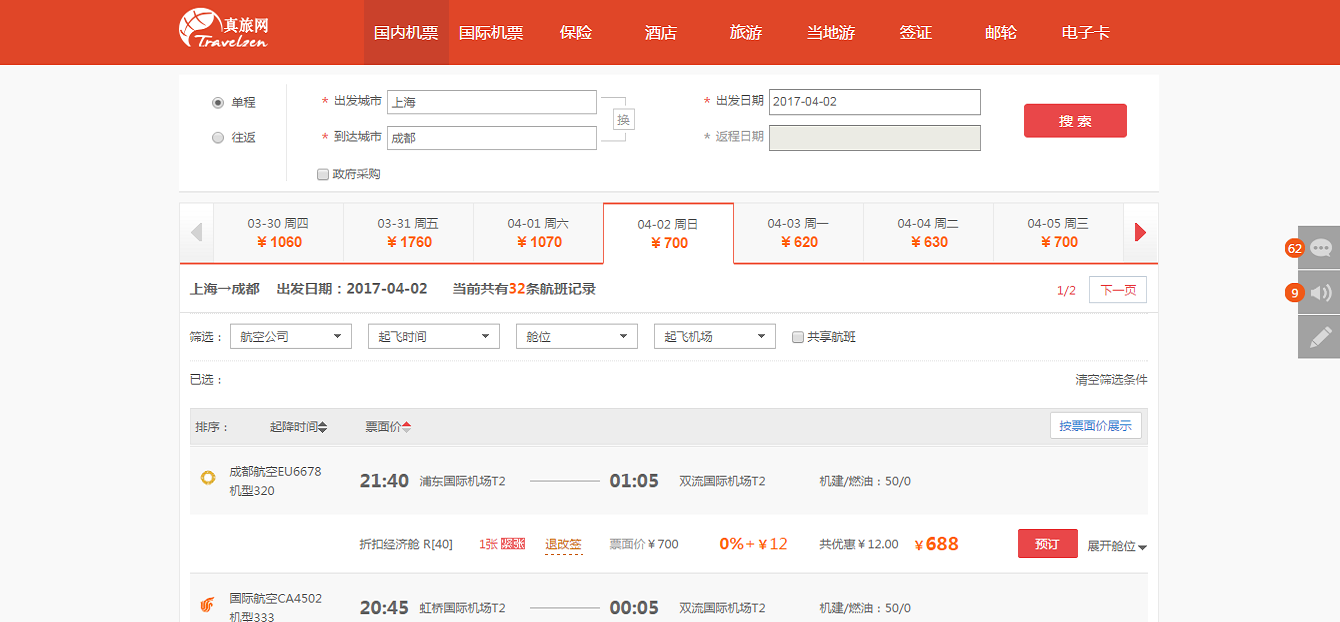 真旅网
Travelzen
国内机票 国际机票 保险 酒店 旅游 当地游 签证 邮轮 电子卡
单程 * 出发城市 上海 * 出发日期 2017-04-02
换 搜 索
往返 * 到达城市 成都 * 返程日期
政府采购
03-30 周四 03-31 周五 04-01 周六 04-02 周日 04-03 周一 04-04 周二 04-05 周三
¥ 1060 ¥ 1760 ¥ 1070 ¥ 700 ¥ 620 ¥ 630 ¥ 700
62
9
上海→成都 出发日期：2017-04-02 当前共有32条航班记录 1/2 下一页
筛选： 航空公司 起飞时间 舱位 起飞机场 共享航班
已选： 清空筛选条件
排序： 起降时间 票面价 按票面价展示
成都航空EU6678
机型320
21:40 浦东国际机场T2 01:05 双流国际机场T2 机建/燃油：50/0
折扣经济舱 R[40] 1张 紧张 退改签 票面价¥700 0%+¥12 共优惠¥12.00 ¥688 预订 展开舱位
国际航空CA4502
机型333
20:45 虹桥国际机场T2 00:05 双流国际机场T2 机建/燃油：50/0